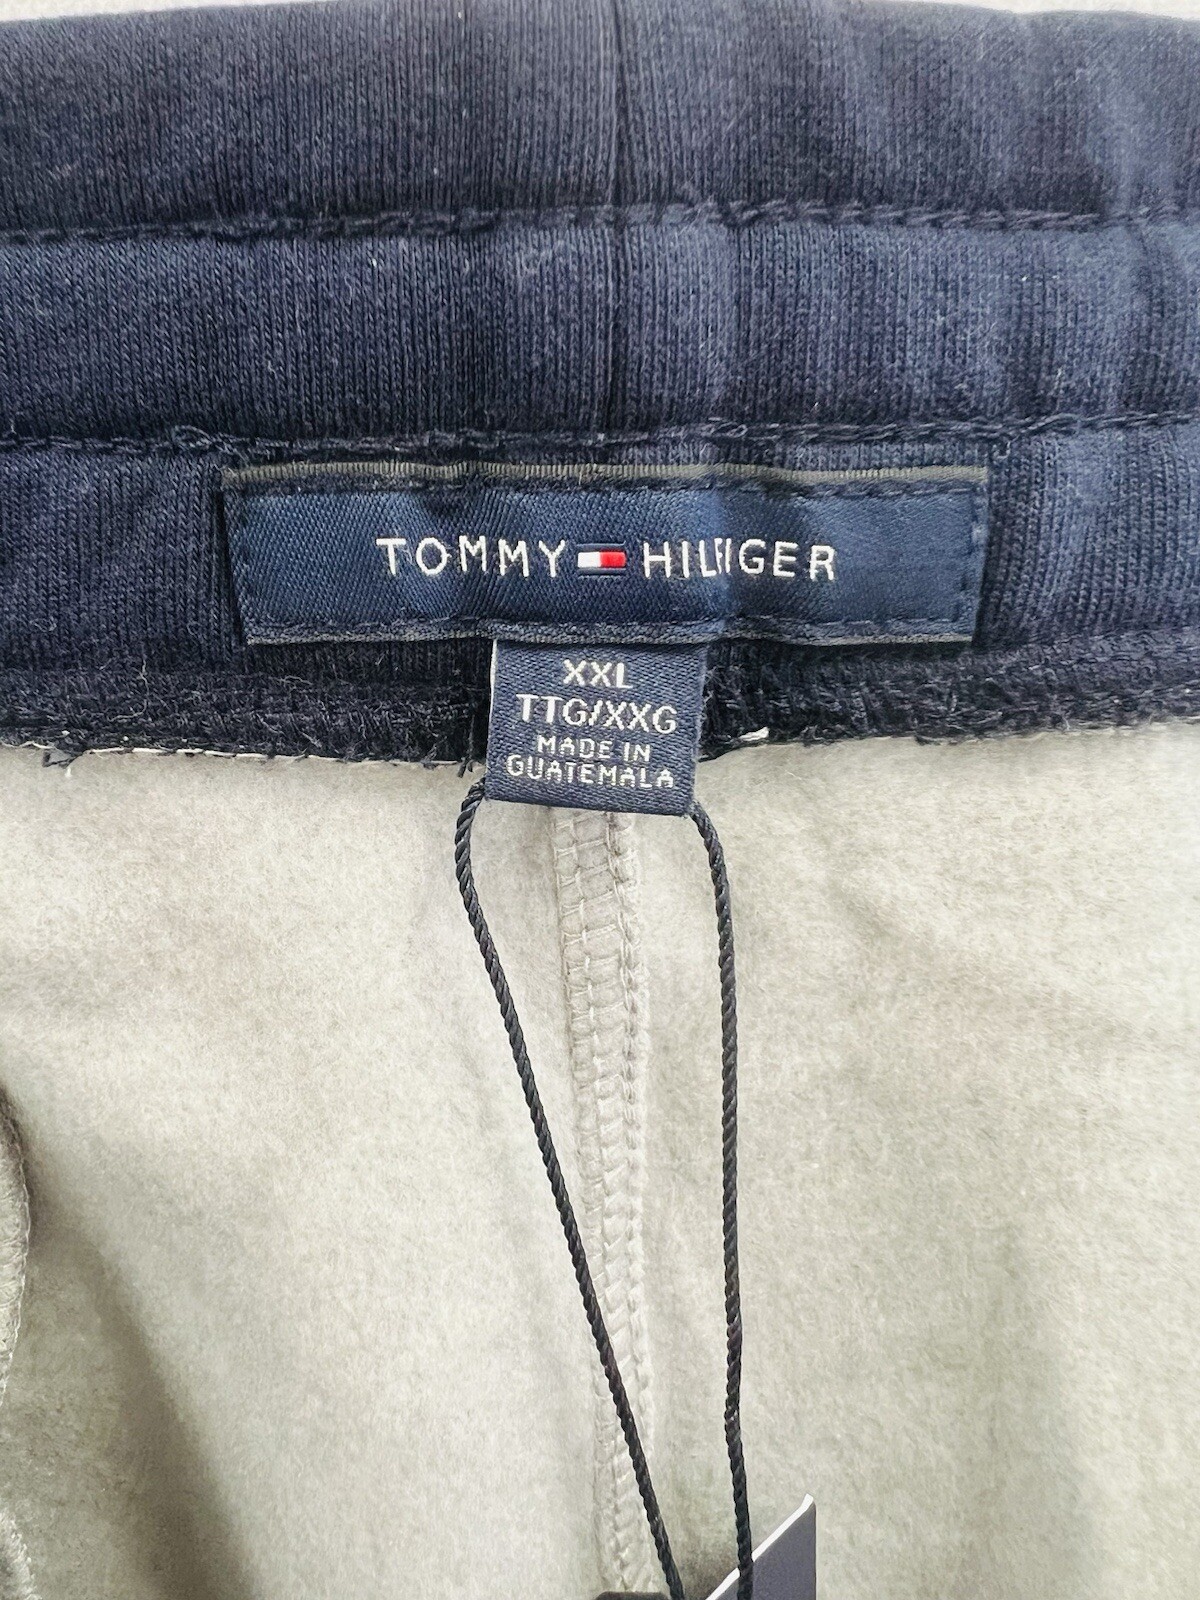 TOMMY HILFIGER
XXL
TTG/XXG
MADE IN
GUATEMALA